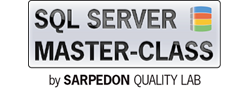 SQL SERVER
MASTER-CLASS
by SARPEDON QUALITY LAB